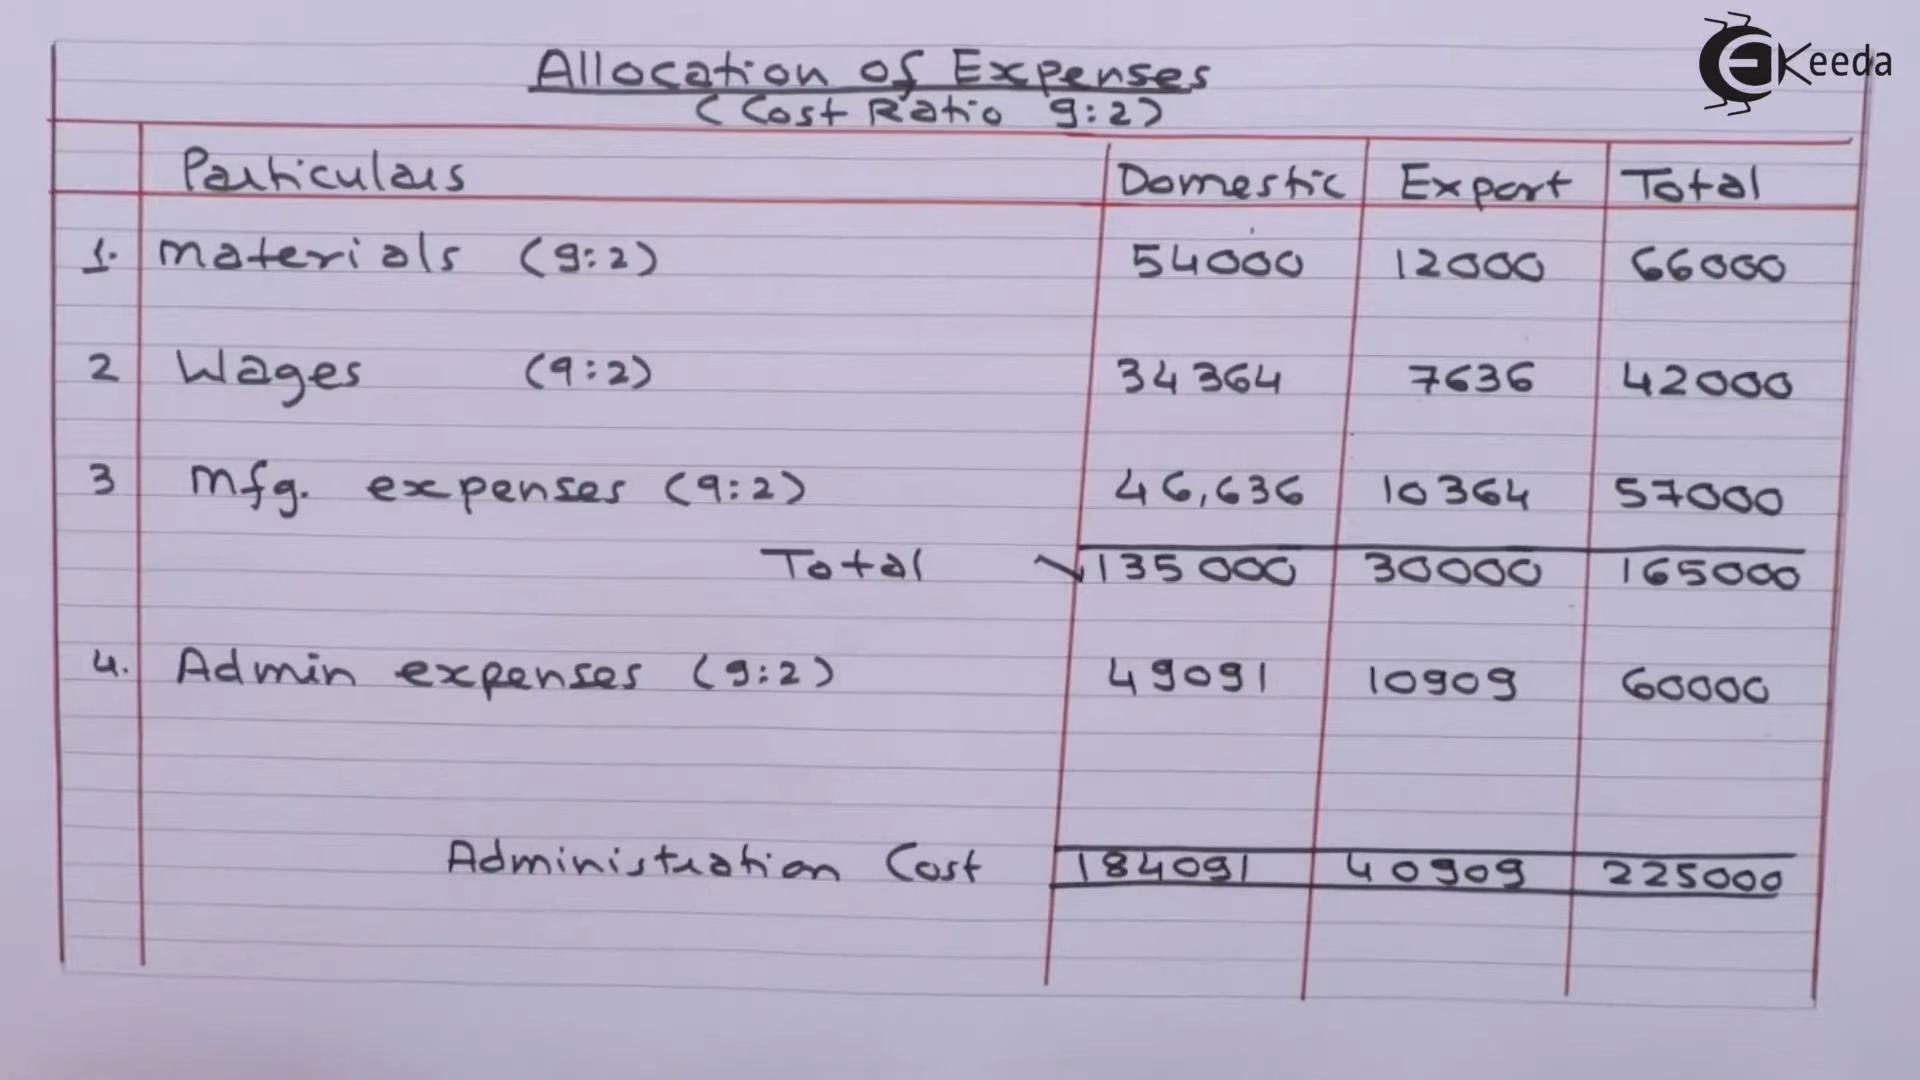 Keeda
Allocation of Expenses
(Cost Ratio 9:2)
Particulars Domestic Export Total
1. Materials (9:2) 54000 12000 66000
2 Wages (9:2) 34364 7636 42000
3 Mfg. expenses (9:2) 46,636 10364 57000
Total 135000 30000 165000
4. Admin expenses (9:2) 49091 10909 60000
Administration Cost 184091 40909 225000